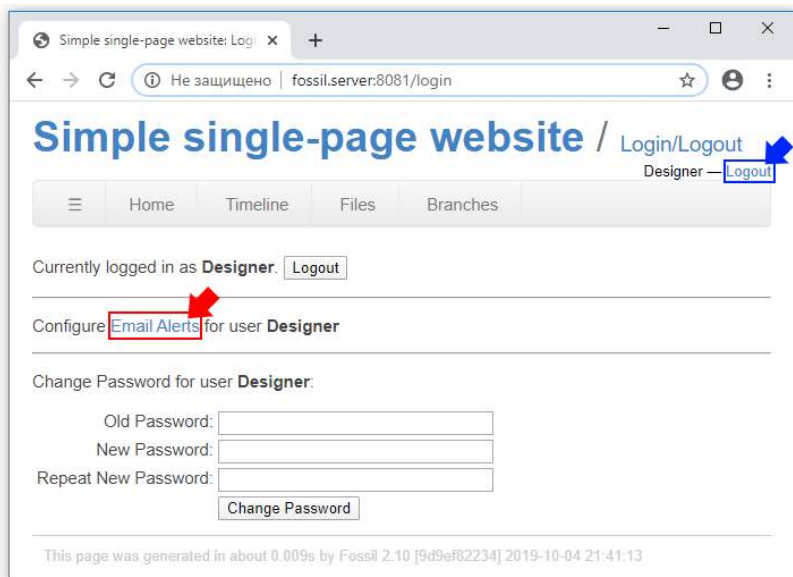 Simple single-page website: Logi
Не защищено | fossil.server:8081/login
Simple single-page website / Login/Logout
Designer — Logout
☰ Home Timeline Files Branches
Currently logged in as Designer. Logout
Configure Email Alerts for user Designer
Change Password for user Designer:
Old Password:
New Password:
Repeat New Password:
Change Password
This page was generated in about 0.009s by Fossil 2.10 [9d9ef82234] 2019-10-04 21:41:13